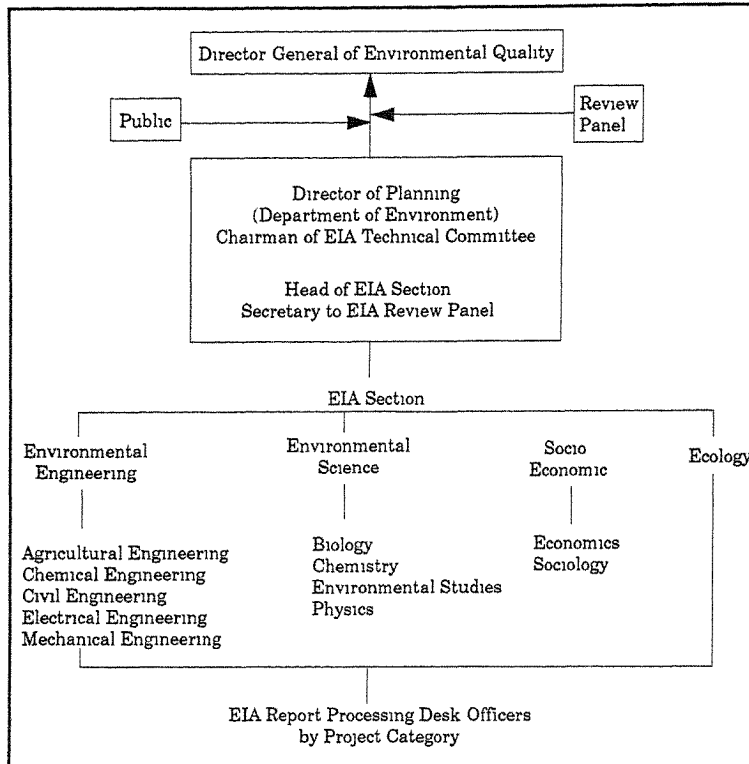 Director General of Environmental Quality
Public
Review
Panel
Director of Planning
(Department of Environment)
Chairman of EIA Technical Committee
Head of EIA Section
Secretary to EIA Review Panel
EIA Section
Environmental
Engineering
Environmental
Science
Socio
Economic
Ecology
Agricultural Engineering
Chemical Engineering
Civil Engineering
Electrical Engineering
Mechanical Engineering
Biology
Chemistry
Environmental Studies
Physics
Economics
Sociology
EIA Report Processing Desk Officers
by Project Category